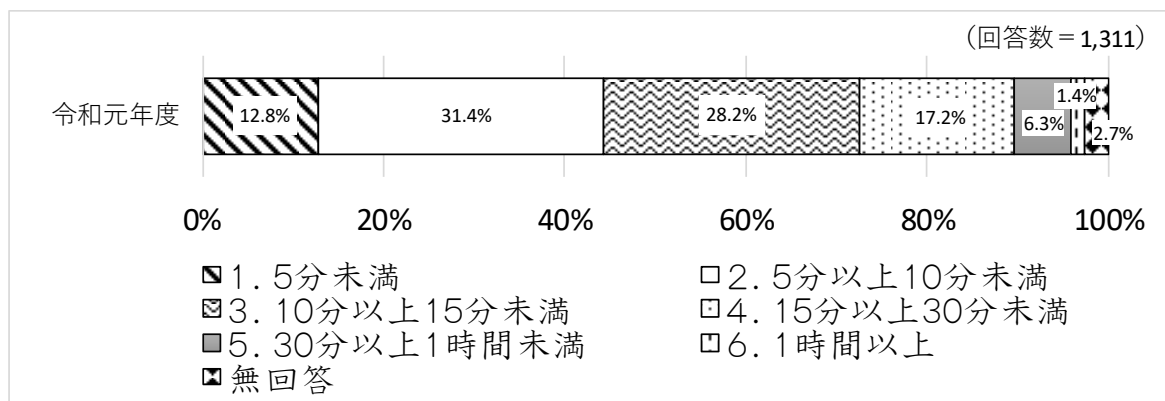 （回答数＝1,311）
令和元年度
12.8% 31.4% 28.2% 17.2% 6.3% 1.4% 2.7%
0% 20% 40% 60% 80% 100%
1．5分未満 2．5分以上10分未満
3．10分以上15分未満 4．15分以上30分未満
5．30分以上1時間未満 6．1時間以上
無回答